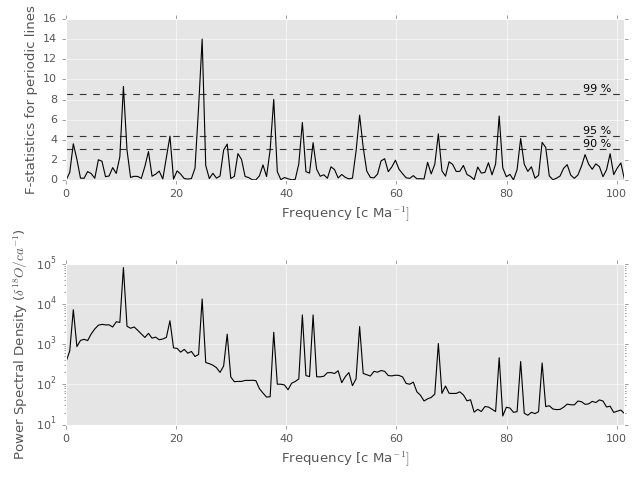 16
14
12
10
8
6
4
2
0
F-statistics for periodic lines
99 %
95 %
90 %
0 20 40 60 80 100
Frequency [c Ma⁻¹]
10⁵
10⁴
10³
10²
10¹
Power Spectral Density (δ¹⁸O/ca⁻¹)
0 20 40 60 80 100
Frequency [c Ma⁻¹]